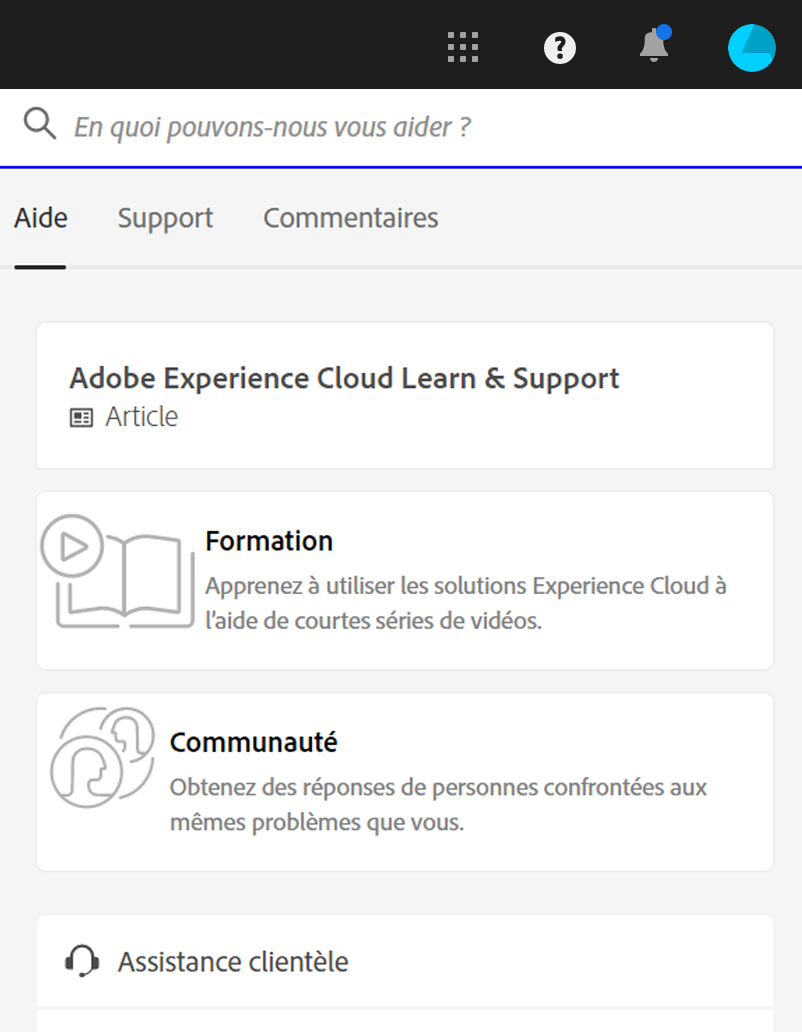 En quoi pouvons-nous vous aider ?
Aide Support Commentaires
Adobe Experience Cloud Learn & Support
Article
Formation
Apprenez à utiliser les solutions Experience Cloud à
l’aide de courtes séries de vidéos.
Communauté
Obtenez des réponses de personnes confrontées aux
mêmes problèmes que vous.
Assistance clientèle